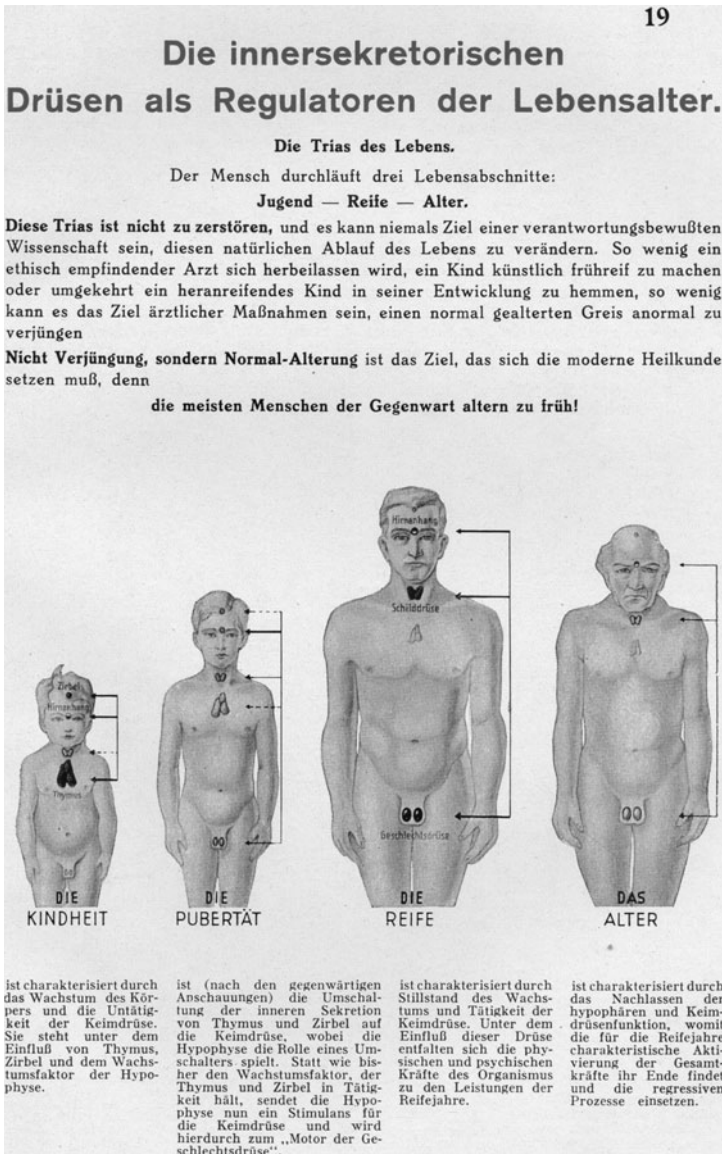 19
Die innersekretorischen
Drüsen als Regulatoren der Lebensalter.
Die Trias des Lebens.
Der Mensch durchläuft drei Lebensabschnitte:
Jugend — Reife — Alter.
Diese Trias ist nicht zu zerstören, und es kann niemals Ziel einer verantwortungsbewußten
Wissenschaft sein, diesen natürlichen Ablauf des Lebens zu verändern. So wenig ein
ethisch empfindender Arzt sich herbeilassen wird, ein Kind künstlich frühreif zu machen
oder umgekehrt ein heranreifendes Kind in seiner Entwicklung zu hemmen, so wenig
kann es das Ziel ärztlicher Maßnahmen sein, einen normal gealterten Greis anormal zu
verjüngen
Nicht Verjüngung, sondern Normal-Alterung ist das Ziel, das sich die moderne Heilkunde
setzen muß, denn
die meisten Menschen der Gegenwart altern zu früh!
Zirbel
Hirnanhang
Thymus
Hirnanhang
Schilddrüse
Geschlechtsdrüse
DIE
KINDHEIT
DIE
PUBERTÄT
DIE
REIFE
DAS
ALTER
ist charakterisiert durch
das Wachstum des Kör-
pers und die Untätig-
keit der Keimdrüse.
Sie steht unter dem
Einfluß von Thymus,
Zirbel und dem Wachs-
tumsfaktor der Hypo-
physe.
ist (nach den gegenwärtigen
Anschauungen) die Umschal-
tung der inneren Sekretion
von Thymus und Zirbel auf
die Keimdrüse, wobei die
Hypophyse die Rolle eines Um-
schalters spielt. Statt wie bis-
her den Wachstumsfaktor, der
Thymus und Zirbel in Tätig-
keit hält, sendet die Hypo-
physe nun ein Stimulans für
die Keimdrüse und wird
hierdurch zum „Motor der Ge-
schlechtsdrüse“
ist charakterisiert durch
Stillstand des Wachs-
tums und Tätigkeit der
Keimdrüse. Unter dem
Einfluß dieser Drüse
entfalten sich die phy-
sischen und psychischen
Kräfte des Organismus
zu den Leistungen der
Reifejahre.
ist charakterisiert durch
das Nachlassen der
hypophären und Keim-
drüsenfunktion, womit
die für die Reifejahre
charakteristische Akti-
vierung der Gesamt-
kräfte ihr Ende findet
und die regressiven
Prozesse einsetzen.